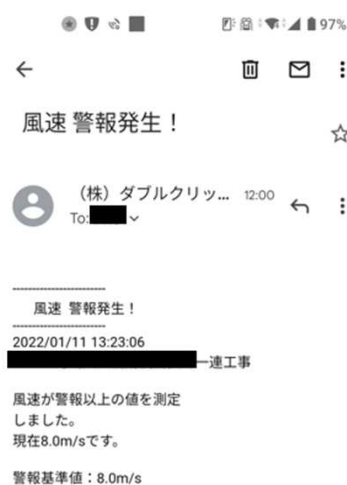 97%
風速 警報発生！
（株）ダブルクリッ... 12:00
To:
----------------------
風速 警報発生！
----------------------
2022/01/11 13:23:06
一連工事
風速が警報以上の値を測定
しました。
現在8.0m/sです。
警報基準値：8.0m/s